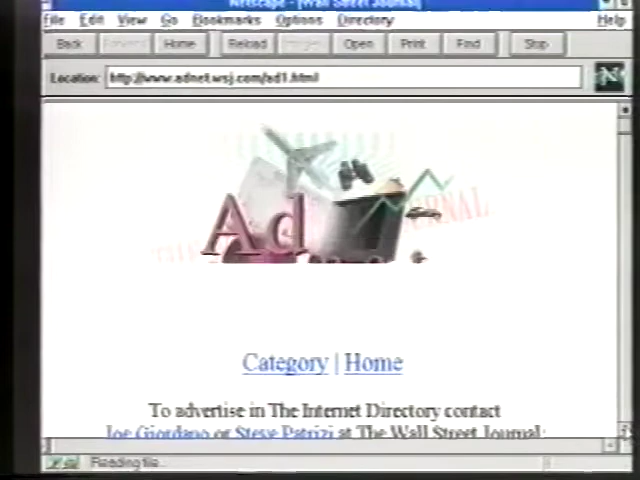 Netscape - [Wall Street Journal]
File Edit View Go Bookmarks Options Directory Help
Back Forward Home Reload Images Open Print Find Stop
Location: http://www.adnet.wsj.com/ad1.html
N
JOURNAL
Ad
Category | Home
To advertise in The Internet Directory contact
Joe Giordano or Steve Patrizi at The Wall Street Journal:
Reading file...